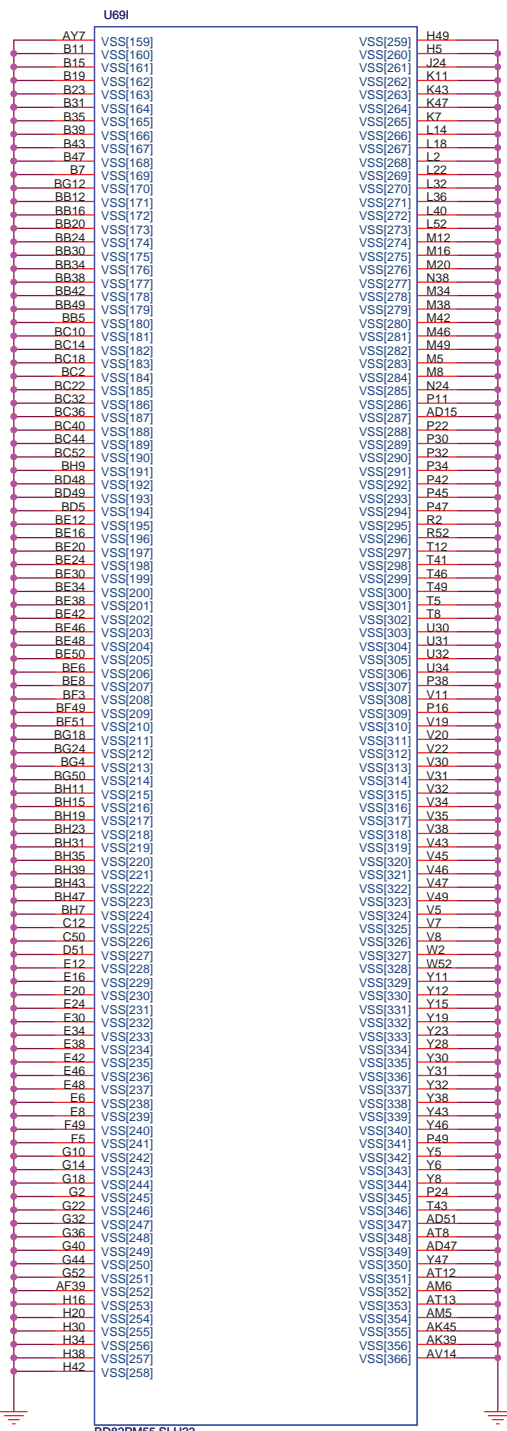 U69I
AY7 VSS[159] VSS[259] H49
B11 VSS[160] VSS[260] H5
B15 VSS[161] VSS[261] J24
B19 VSS[162] VSS[262] K11
B23 VSS[163] VSS[263] K43
B31 VSS[164] VSS[264] K47
B35 VSS[165] VSS[265] K7
B39 VSS[166] VSS[266] L14
B43 VSS[167] VSS[267] L18
B47 VSS[168] VSS[268] L2
B7 VSS[169] VSS[269] L22
BG12 VSS[170] VSS[270] L32
BB12 VSS[171] VSS[271] L36
BB16 VSS[172] VSS[272] L40
BB20 VSS[173] VSS[273] L52
BB24 VSS[174] VSS[274] M12
BB30 VSS[175] VSS[275] M16
BB34 VSS[176] VSS[276] M20
BB38 VSS[177] VSS[277] N38
BB42 VSS[178] VSS[278] M34
BB49 VSS[179] VSS[279] M38
BB5 VSS[180] VSS[280] M42
BC10 VSS[181] VSS[281] M46
BC14 VSS[182] VSS[282] M49
BC18 VSS[183] VSS[283] M5
BC2 VSS[184] VSS[284] M8
BC22 VSS[185] VSS[285] N24
BC32 VSS[186] VSS[286] P11
BC36 VSS[187] VSS[287] AD15
BC40 VSS[188] VSS[288] P22
BC44 VSS[189] VSS[289] P30
BC52 VSS[190] VSS[290] P32
BH9 VSS[191] VSS[291] P34
BD48 VSS[192] VSS[292] P42
BD49 VSS[193] VSS[293] P45
BD5 VSS[194] VSS[294] P47
BE12 VSS[195] VSS[295] R2
BE16 VSS[196] VSS[296] R52
BE20 VSS[197] VSS[297] T12
BE24 VSS[198] VSS[298] T41
BE30 VSS[199] VSS[299] T46
BE34 VSS[200] VSS[300] T49
BE38 VSS[201] VSS[301] T5
BE42 VSS[202] VSS[302] T8
BE46 VSS[203] VSS[303] U30
BE48 VSS[204] VSS[304] U31
BE50 VSS[205] VSS[305] U32
BE6 VSS[206] VSS[306] U34
BE8 VSS[207] VSS[307] P38
BF3 VSS[208] VSS[308] V11
BF49 VSS[209] VSS[309] P16
BF51 VSS[210] VSS[310] V19
BG18 VSS[211] VSS[311] V20
BG24 VSS[212] VSS[312] V22
BG4 VSS[213] VSS[313] V30
BG50 VSS[214] VSS[314] V31
BH11 VSS[215] VSS[315] V32
BH15 VSS[216] VSS[316] V34
BH19 VSS[217] VSS[317] V35
BH23 VSS[218] VSS[318] V38
BH31 VSS[219] VSS[319] V43
BH35 VSS[220] VSS[320] V45
BH39 VSS[221] VSS[321] V46
BH43 VSS[222] VSS[322] V47
BH47 VSS[223] VSS[323] V49
BH7 VSS[224] VSS[324] V5
C12 VSS[225] VSS[325] V7
C50 VSS[226] VSS[326] V8
D51 VSS[227] VSS[327] W2
E12 VSS[228] VSS[328] W52
E16 VSS[229] VSS[329] Y11
E20 VSS[230] VSS[330] Y12
E24 VSS[231] VSS[331] Y15
E30 VSS[232] VSS[332] Y19
E34 VSS[233] VSS[333] Y23
E38 VSS[234] VSS[334] Y28
E42 VSS[235] VSS[335] Y30
E46 VSS[236] VSS[336] Y31
E48 VSS[237] VSS[337] Y32
E6 VSS[238] VSS[338] Y38
E8 VSS[239] VSS[339] Y43
F49 VSS[240] VSS[340] Y46
F5 VSS[241] VSS[341] P49
G10 VSS[242] VSS[342] Y5
G14 VSS[243] VSS[343] Y6
G18 VSS[244] VSS[344] Y8
G2 VSS[245] VSS[345] P24
G22 VSS[246] VSS[346] T43
G32 VSS[247] VSS[347] AD51
G36 VSS[248] VSS[348] AT8
G40 VSS[249] VSS[349] AD47
G44 VSS[250] VSS[350] Y47
G52 VSS[251] VSS[351] AT12
AF39 VSS[252] VSS[352] AM6
H16 VSS[253] VSS[353] AT13
H20 VSS[254] VSS[354] AM5
H30 VSS[255] VSS[355] AK45
H34 VSS[256] VSS[356] AK39
H38 VSS[257] VSS[366] AV14
H42 VSS[258]